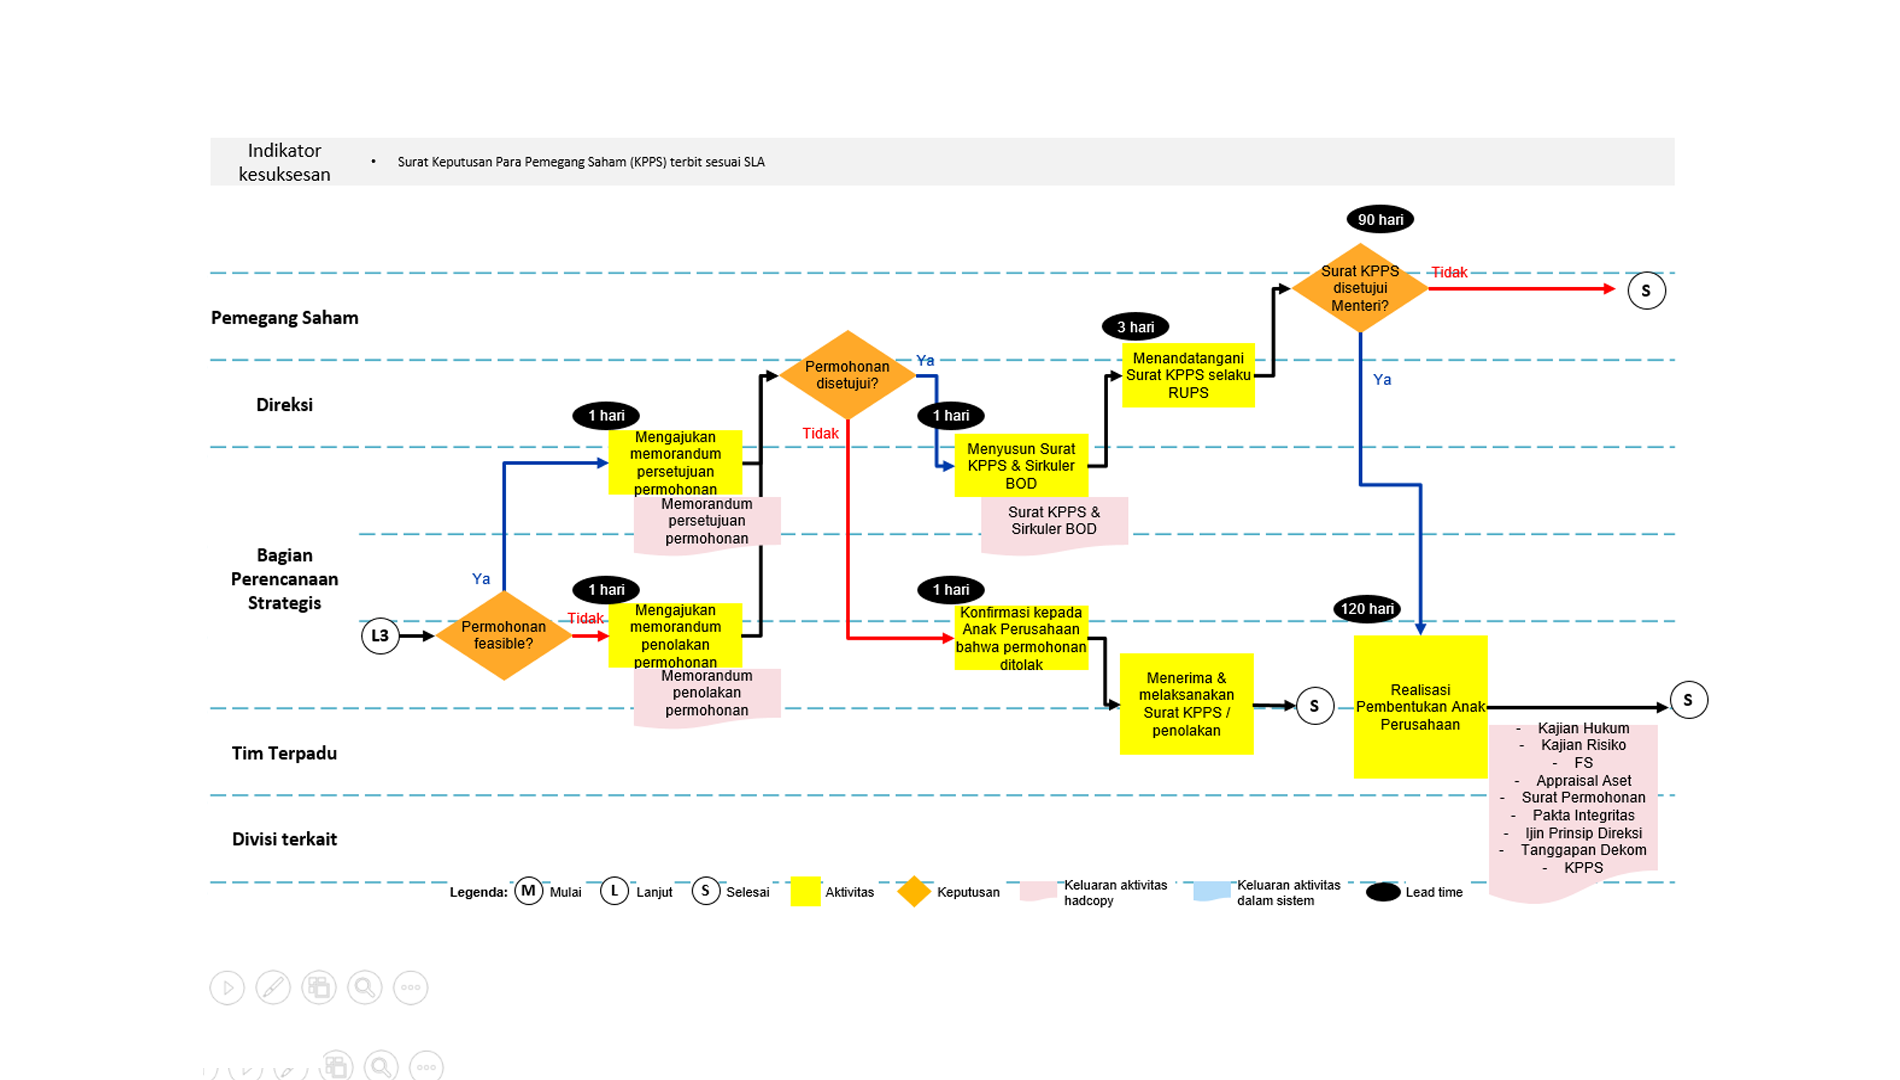 Indikator
kesuksesan
• Surat Keputusan Para Pemegang Saham (KPPS) terbit sesuai SLA
90 hari
Surat KPPS
disetujui
Menteri?
Tidak
S
Ya
Pemegang Saham
3 hari
Menandatangani
Surat KPPS selaku
RUPS
Permohonan
disetujui?
Ya
Tidak
Direksi
1 hari
Mengajukan
memorandum
persetujuan
permohonan
Memorandum
persetujuan
permohonan
1 hari
Menyusun Surat
KPPS & Sirkuler
BOD
Surat KPPS &
Sirkuler BOD
Bagian
Perencanaan
Strategis
L3
Permohonan
feasible?
Ya
Tidak
1 hari
Mengajukan
memorandum
penolakan
permohonan
Memorandum
penolakan
permohonan
1 hari
Konfirmasi kepada
Anak Perusahaan
bahwa permohonan
ditolak
Menerima &
melaksanakan
Surat KPPS /
penolakan
S
120 hari
Realisasi
Pembentukan Anak
Perusahaan
S
- Kajian Hukum
- Kajian Risiko
- FS
- Appraisal Aset
- Surat Permohonan
- Pakta Integritas
- Ijin Prinsip Direksi
- Tanggapan Dekom
- KPPS
Tim Terpadu
Divisi terkait
Legenda: M Mulai L Lanjut S Selesai Aktivitas Keputusan
Keluaran aktivitas
hadcopy
Keluaran aktivitas
dalam sistem
Lead time